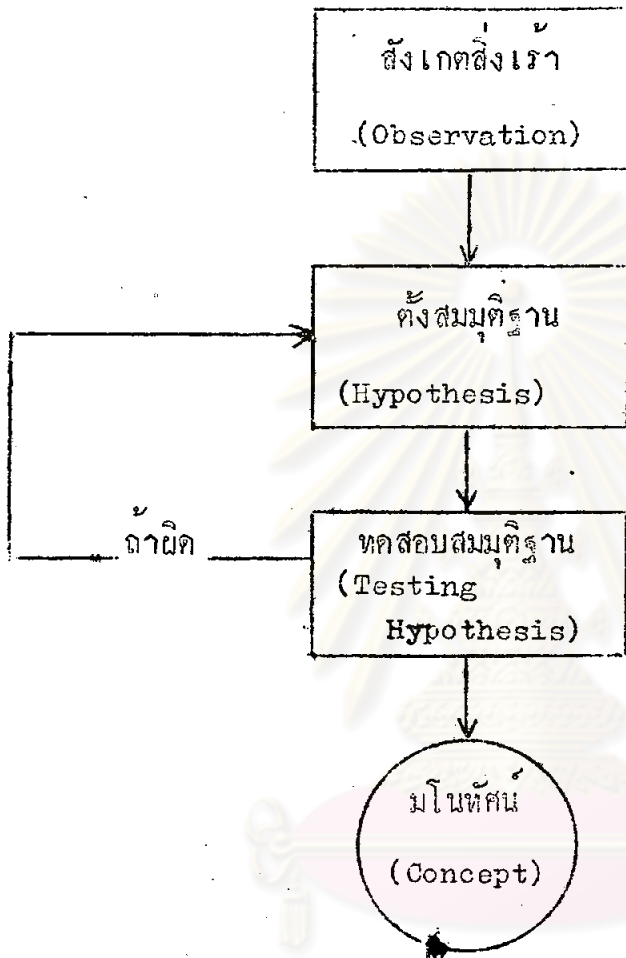 สังเกตสิ่งเร้า
(Observation)
ตั้งสมมุติฐาน
(Hypothesis)
ถ้าผิด
ทดสอบสมมุติฐาน
(Testing
Hypothesis)
มโนทัศน์
(Concept)